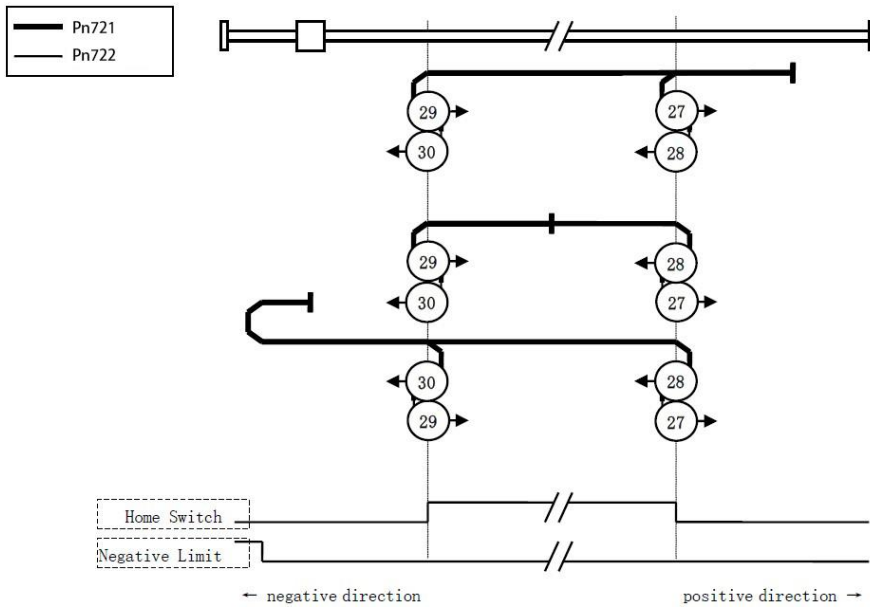 Pn721
Pn722
29
27
30
28
29
28
30
27
30
28
29
27
Home Switch
Negative Limit
← negative direction
positive direction →